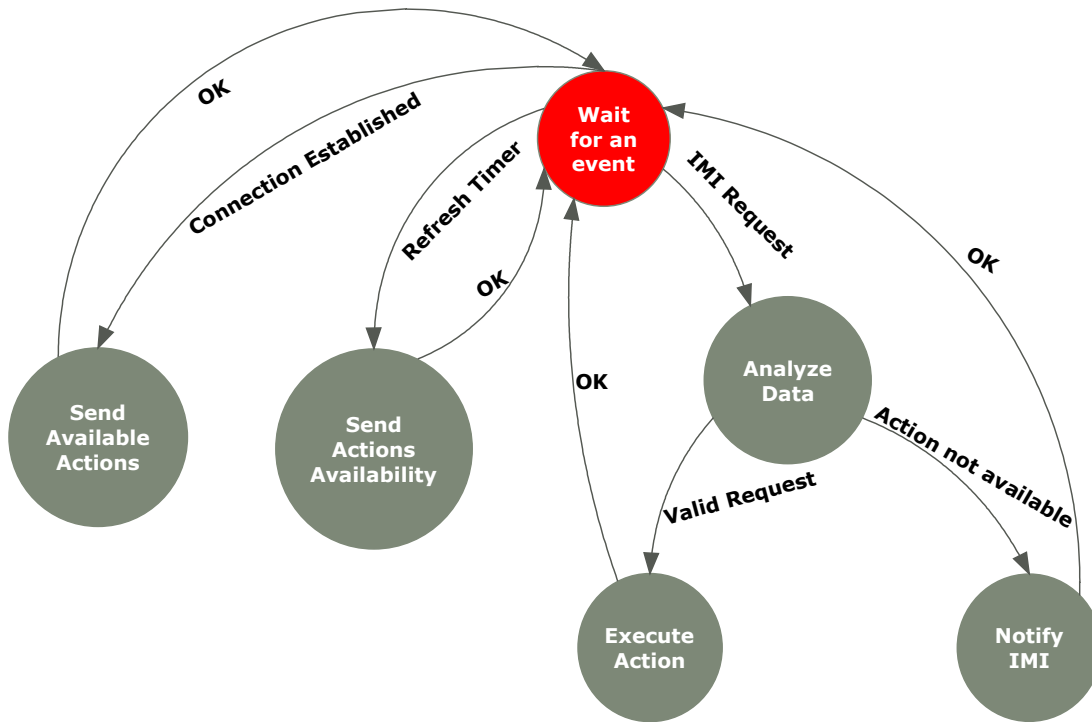 OK
Connection Established
Wait
for an
event
Refresh Timer
IMI Request
OK
OK
OK
Analyze
Data
Send
Available
Actions
Send
Actions
Availability
Action not available
Valid Request
Execute
Action
Notify
IMI